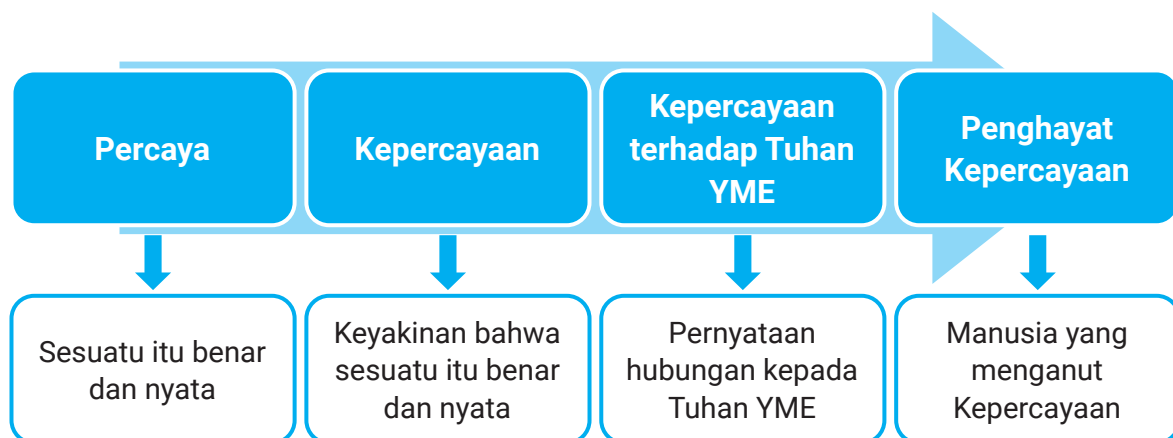 Percaya
Kepercayaan
Kepercayaan
terhadap Tuhan
YME
Penghayat
Kepercayaan
Sesuatu itu benar
dan nyata
Keyakinan bahwa
sesuatu itu benar
dan nyata
Pernyataan
hubungan kepada
Tuhan YME
Manusia yang
menganut
Kepercayaan